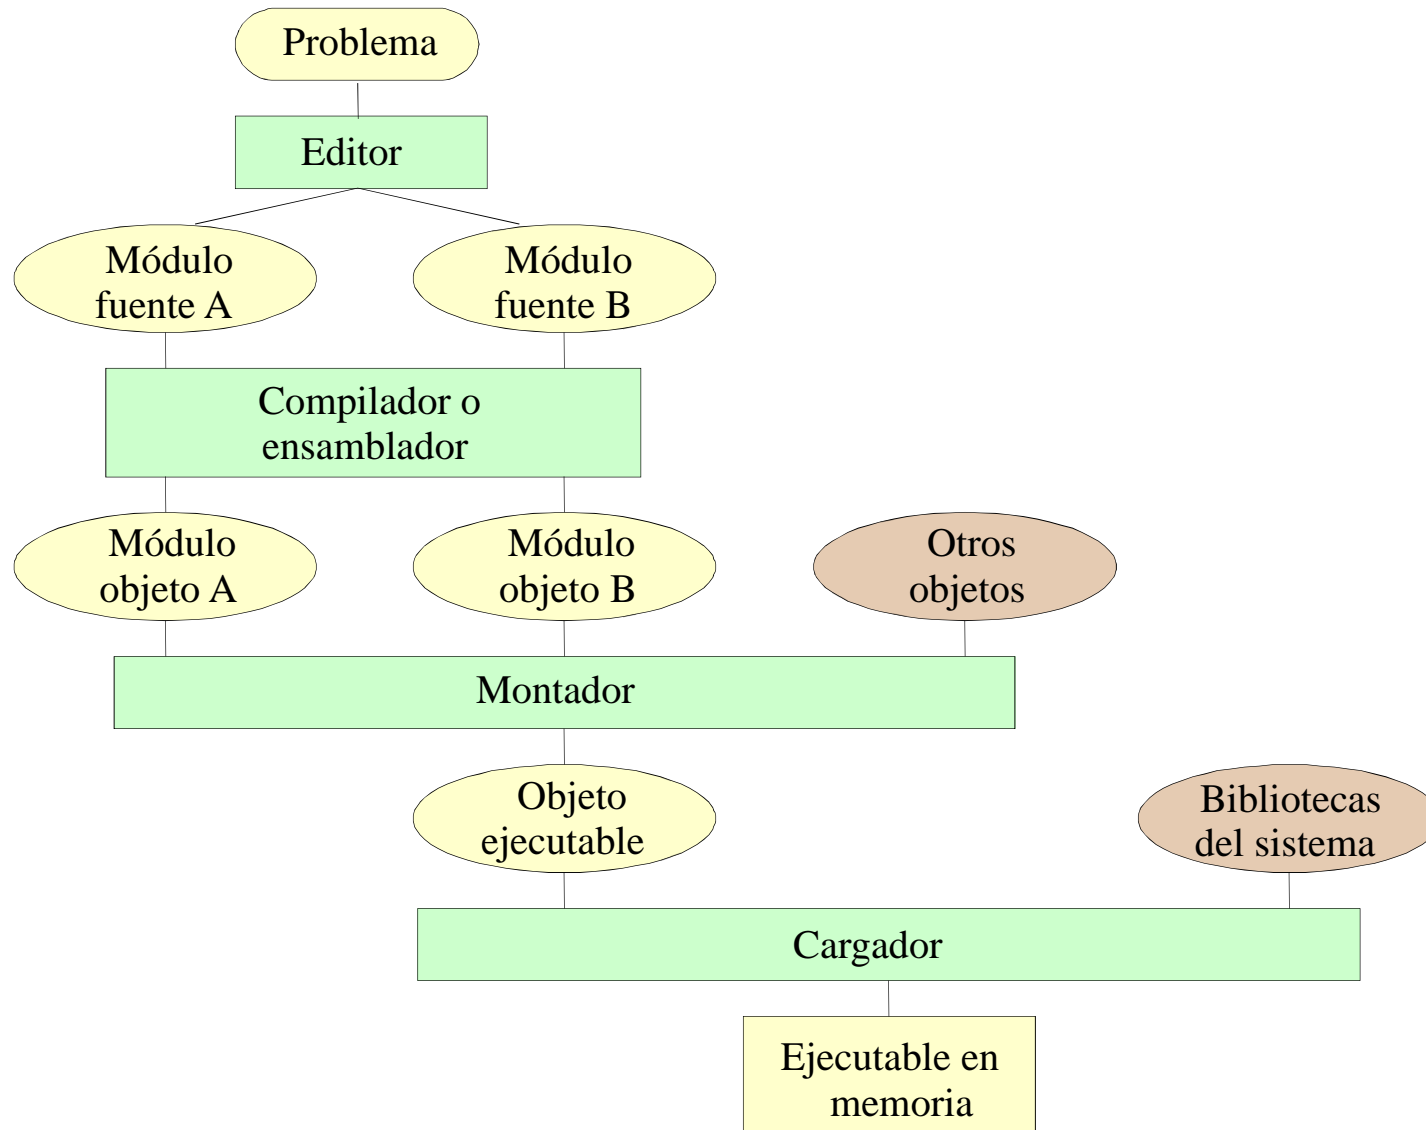 Problema
Editor
Módulo
fuente A
Módulo
fuente B
Compilador o
ensamblador
Módulo
objeto A
Módulo
objeto B
Otros
objetos
Montador
Objeto
ejecutable
Bibliotecas
del sistema
Cargador
Ejecutable en
memoria